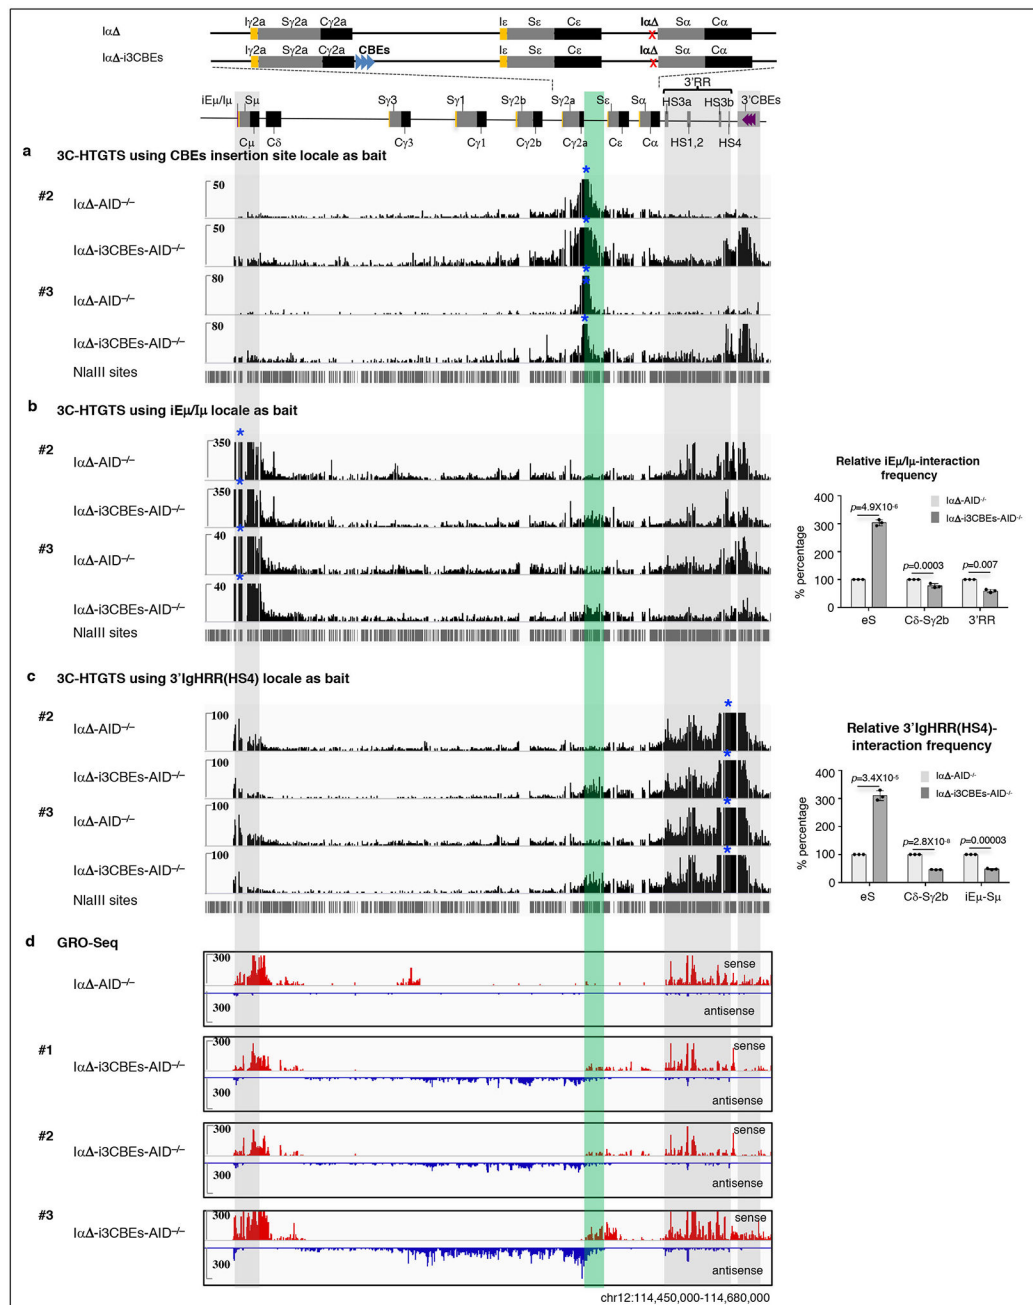 Iγ2a Sγ2a Cγ2a Iε Sε Cε IαΔ Sα Cα
IαΔ
Iγ2a Sγ2a Cγ2a CBEs Iε Sε Cε IαΔ Sα Cα
IαΔ-i3CBEs
3'RR
iEμ/Iμ Sμ Sγ3 Sγ1 Sγ2b Sγ2a Sε Sα HS3a HS3b 3'CBEs
Cμ Cδ Cγ3 Cγ1 Cγ2b Cγ2a Cε Cα HS1,2 HS4
a 3C-HTGTS using CBEs insertion site locale as bait
*
#2 IαΔ-AID–/– 50
*
IαΔ-i3CBEs-AID–/– 50
*
#3 IαΔ-AID–/– 80
*
IαΔ-i3CBEs-AID–/– 80
NlaIII sites
b 3C-HTGTS using iEμ/Iμ locale as bait
*
#2 IαΔ-AID–/– 350
*
IαΔ-i3CBEs-AID–/– 350
*
#3 IαΔ-AID–/– 40
*
IαΔ-i3CBEs-AID–/– 40
NlaIII sites
Relative iEμ/Iμ-interaction
frequency
400
300
200
100
0
% percentage
IαΔ-AID-/-
IαΔ-i3CBEs-AID-/-
p=4.9X10-6
p=0.0003
p=0.007
eS Cδ-Sγ2b 3'RR
c 3C-HTGTS using 3'IgHRR(HS4) locale as bait
*
#2 IαΔ-AID–/– 100
*
IαΔ-i3CBEs-AID–/– 100
*
#3 IαΔ-AID–/– 100
*
IαΔ-i3CBEs-AID–/– 100
NlaIII sites
Relative 3'IgHRR(HS4)-
interaction frequency
400
300
200
100
0
% percentage
IαΔ-AID-/-
IαΔ-i3CBEs-AID-/-
p=3.4X10-5
p=2.8X10-8
p=0.00003
eS Cδ-Sγ2b iEμ-Sμ
d GRO-Seq
IαΔ-AID–/– 300 sense
300 antisense
#1 IαΔ-i3CBEs-AID–/– 300 sense
300 antisense
#2 IαΔ-i3CBEs-AID–/– 300 sense
300 antisense
#3 IαΔ-i3CBEs-AID–/– 300 sense
300 antisense
chr12:114,450,000-114,680,000